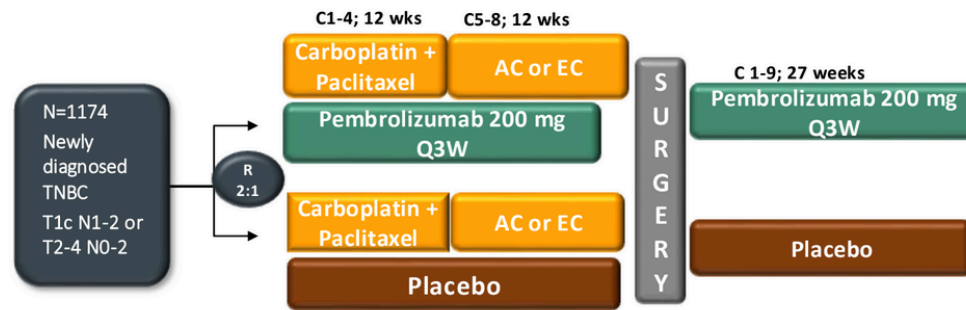 N=1174
Newly
diagnosed
TNBC
T1c N1-2 or
T2-4 N0-2
R
2:1
C1-4; 12 wks
C5-8; 12 wks
Carboplatin +
Paclitaxel
AC or EC
Pembrolizumab 200 mg
Q3W
Carboplatin +
Paclitaxel
AC or EC
Placebo
S
U
R
G
E
R
Y
C 1-9; 27 weeks
Pembrolizumab 200 mg
Q3W
Placebo